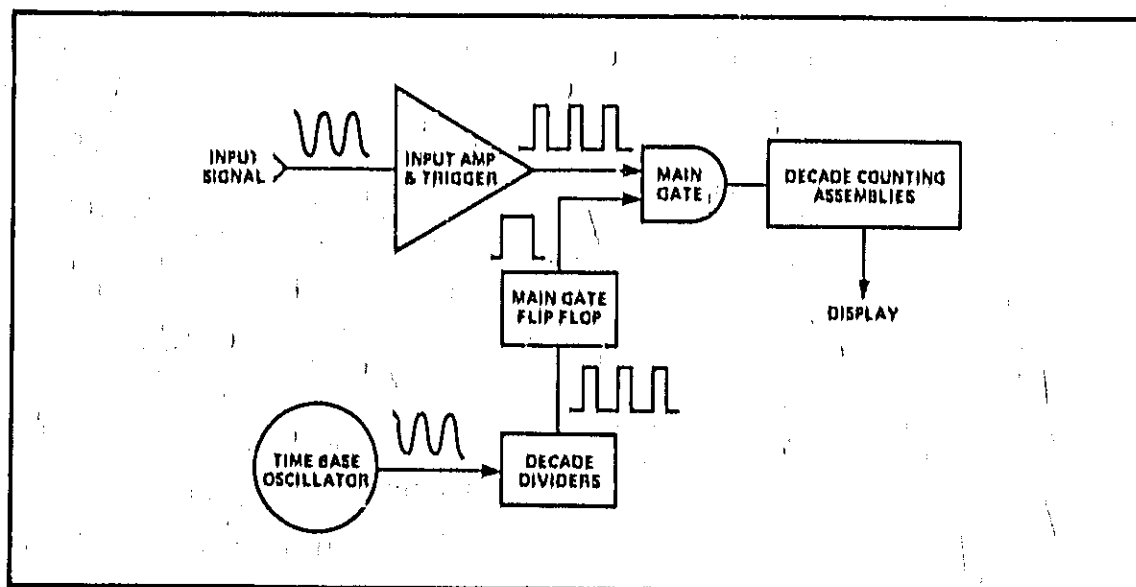 INPUT
SIGNAL
INPUT AMP
& TRIGGER
MAIN
GATE
DECADE COUNTING
ASSEMBLIES
MAIN GATE
FLIP FLOP
DISPLAY
TIME BASE
OSCILLATOR
DECADE
DIVIDERS